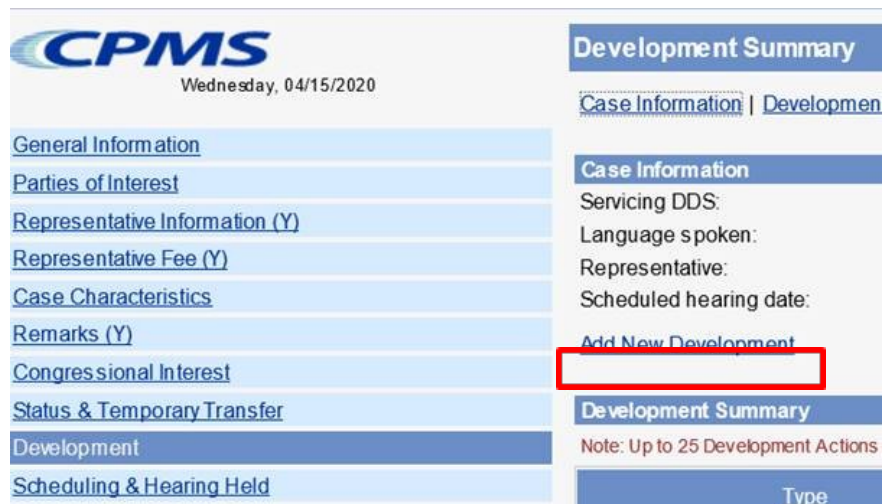 CPMS
Wednesday, 04/15/2020
General Information
Parties of Interest
Representative Information (Y)
Representative Fee (Y)
Case Characteristics
Remarks (Y)
Congressional Interest
Status & Temporary Transfer
Development
Scheduling & Hearing Held
Development Summary
Case Information | Developmen
Case Information
Servicing DDS:
Language spoken:
Representative:
Scheduled hearing date:
Add New Development
Development Summary
Note: Up to 25 Development Actions
Type